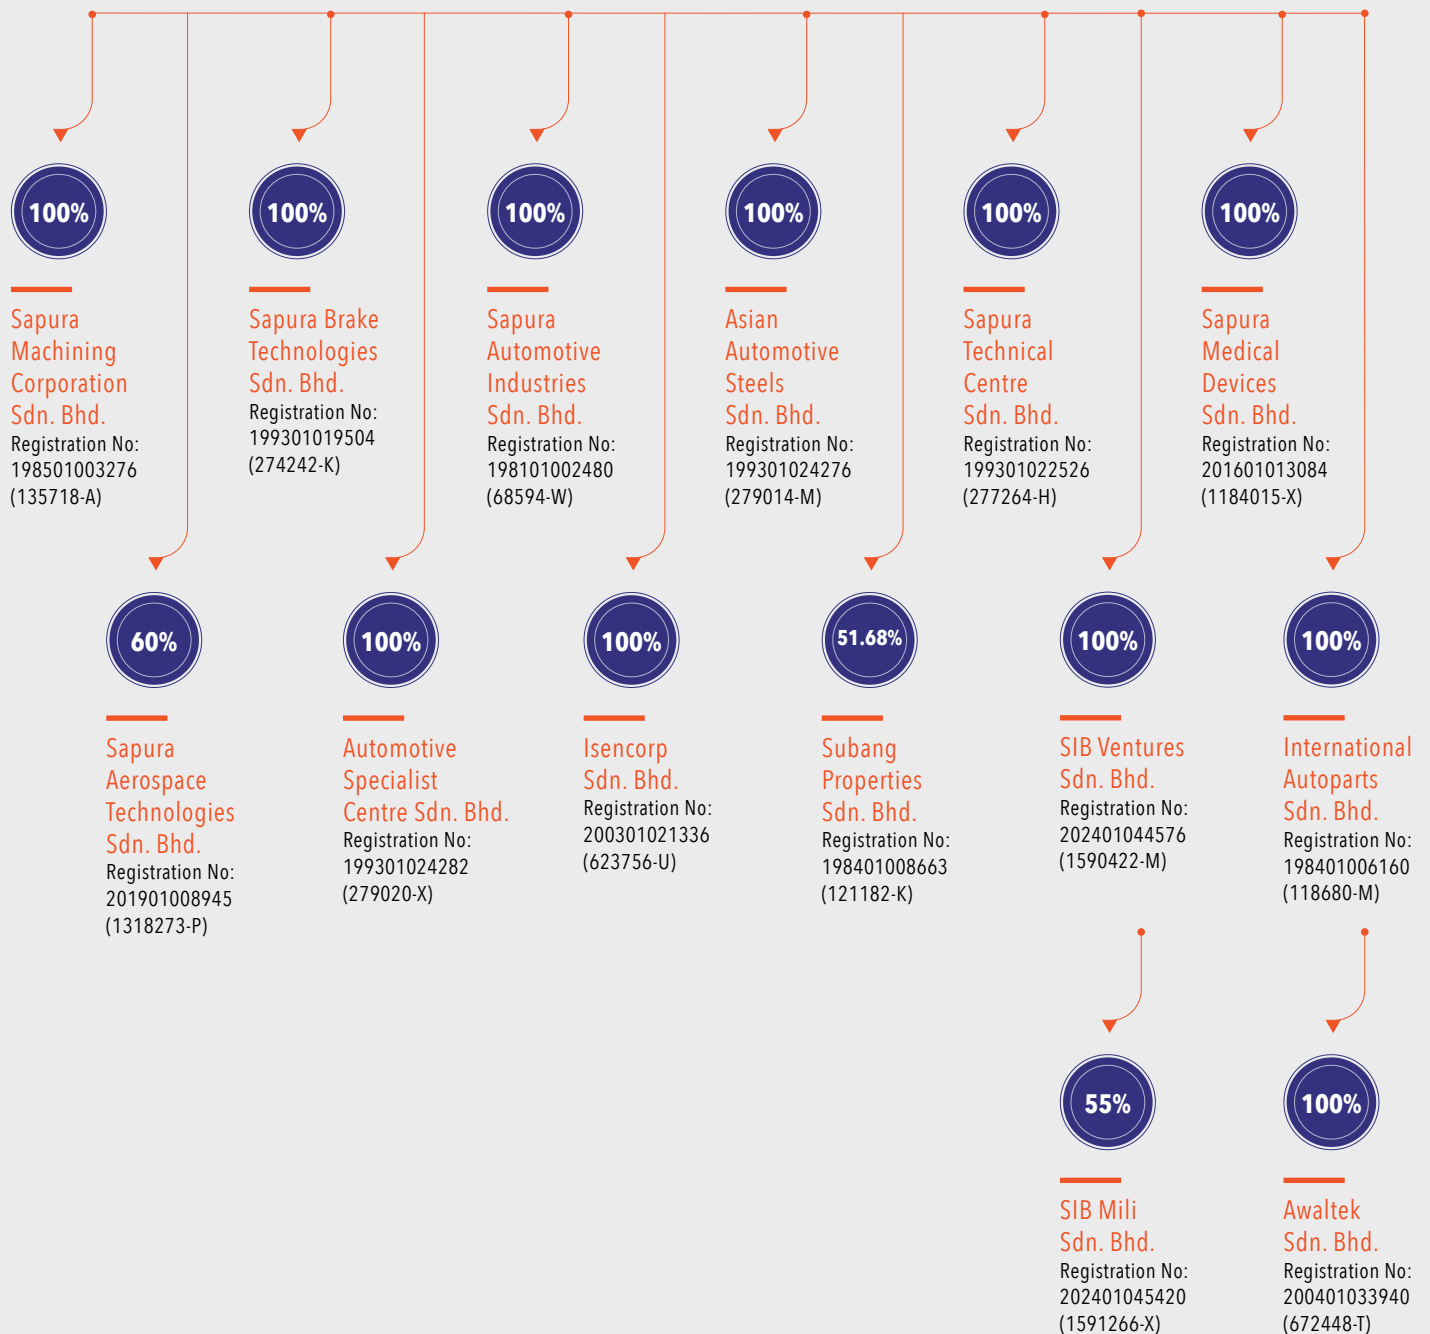 100%
Sapura
Machining
Corporation
Sdn. Bhd.
Registration No:
198501003276
(135718-A)
100%
Sapura Brake
Technologies
Sdn. Bhd.
Registration No:
199301019504
(274242-K)
100%
Sapura
Automotive
Industries
Sdn. Bhd.
Registration No:
198101002480
(68594-W)
100%
Asian
Automotive
Steels
Sdn. Bhd.
Registration No:
199301024276
(279014-M)
100%
Sapura
Technical
Centre
Sdn. Bhd.
Registration No:
199301022526
(277264-H)
100%
Sapura
Medical
Devices
Sdn. Bhd.
Registration No:
201601013084
(1184015-X)
60%
Sapura
Aerospace
Technologies
Sdn. Bhd.
Registration No:
201901008945
(1318273-P)
100%
Automotive
Specialist
Centre Sdn. Bhd.
Registration No:
199301024282
(279020-X)
100%
Isencorp
Sdn. Bhd.
Registration No:
200301021336
(623756-U)
51.68%
Subang
Properties
Sdn. Bhd.
Registration No:
198401008663
(121182-K)
100%
SIB Ventures
Sdn. Bhd.
Registration No:
202401044576
(1590422-M)
100%
International
Autoparts
Sdn. Bhd.
Registration No:
198401006160
(118680-M)
55%
SIB Mili
Sdn. Bhd.
Registration No:
202401045420
(1591266-X)
100%
Awaltek
Sdn. Bhd.
Registration No:
200401033940
(672448-T)